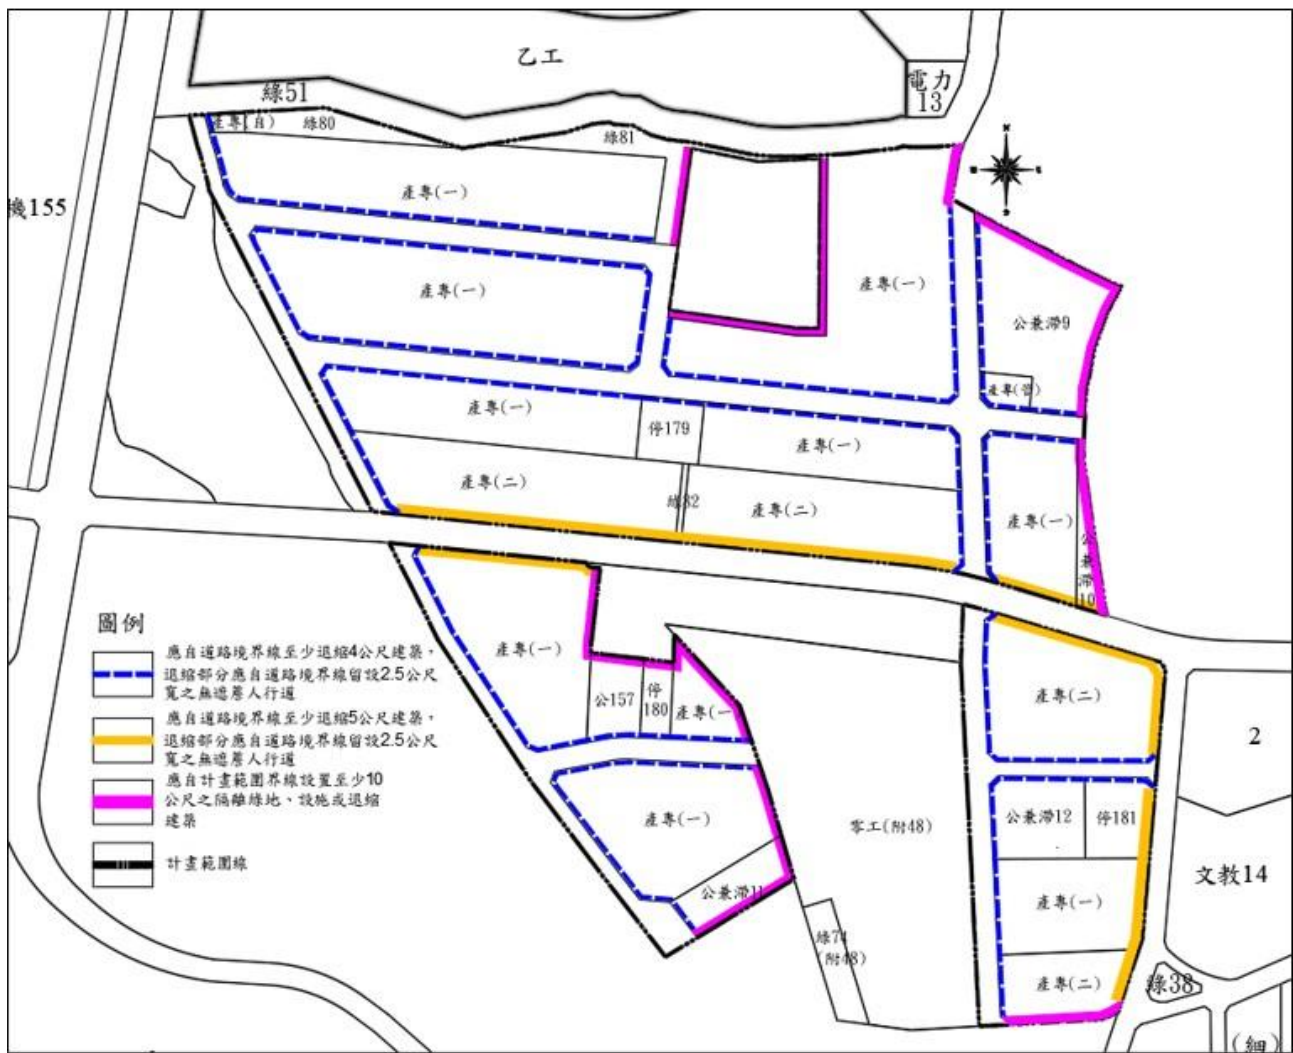 乙工
電力
13
綠51
產專(自)
綠80
綠81
機155
產專(一)
產專(一)
產專(一)
公兼滯9
產專(管)
產專(一)
停179
產專(一)
產專(二)
綠82
產專(二)
產專(一)
公
兼
滯
10
圖例
應自道路境界線至少退縮4公尺建築，
退縮部分應自道路境界線留設2.5公尺
寬之無遮簷人行道
應自道路境界線至少退縮5公尺建築，
退縮部分應自道路境界線留設2.5公尺
寬之無遮簷人行道
應自計畫範圍界線設置至少10
公尺之隔離綠地、設施或退縮
建築
計畫範圍線
產專(一)
公157
停
180
產專(一
產專(二)
2
產專(一)
零工(附48)
公兼滯12
停181
公兼滯11
產專(一)
文教14
綠74
(附48)
產專(二)
綠38
(細)